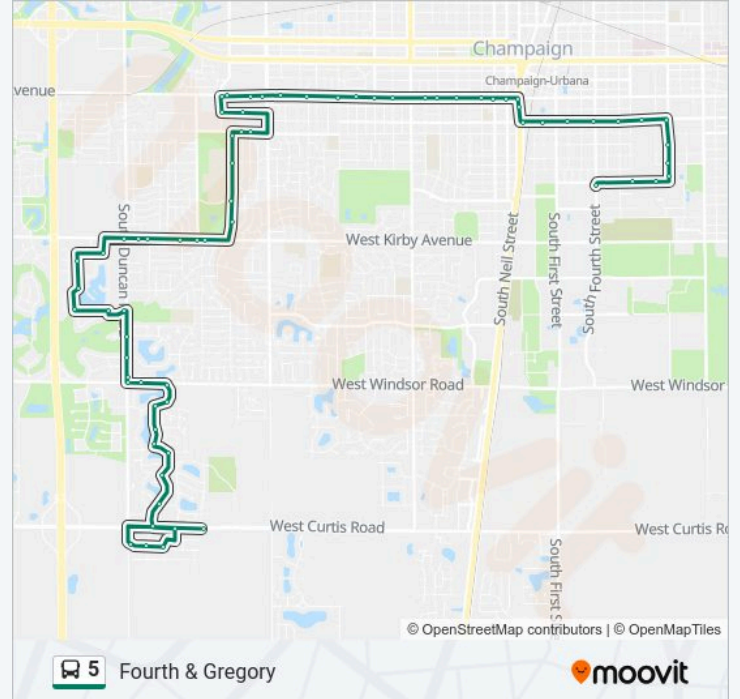 Champaign
Champaign-Urbana
venue
South Duncan
West Kirby Avenue
South Neil Street
South First Street
South Fourth Street
West Windsor Road
West Windsor
West Curtis Road
West Curtis Ro
South First S
© OpenStreetMap contributors | © OpenMapTiles
5 Fourth & Gregory
moovit